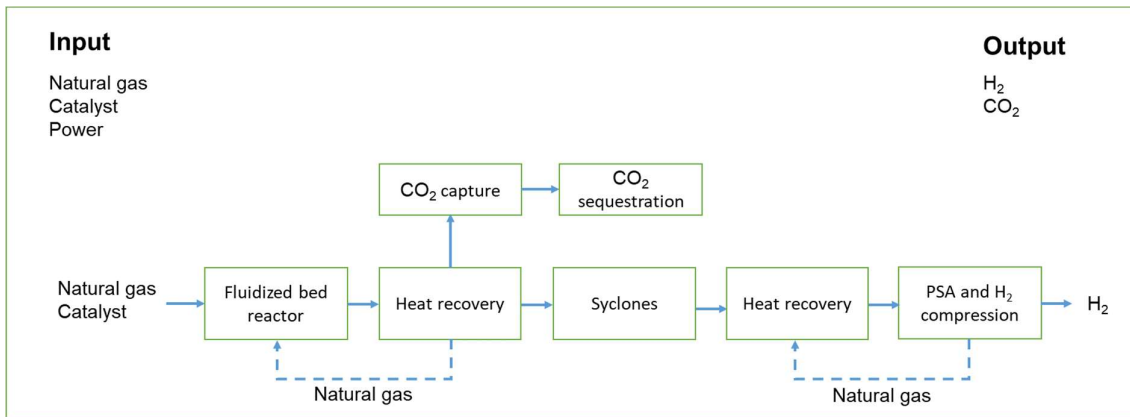 Input
Natural gas
Catalyst
Power
Output
H₂
CO₂
CO₂ capture
CO₂
sequestration
Natural gas
Catalyst
Fluidized bed
reactor
Heat recovery
Syclones
Heat recovery
PSA and H₂
compression
H₂
Natural gas
Natural gas